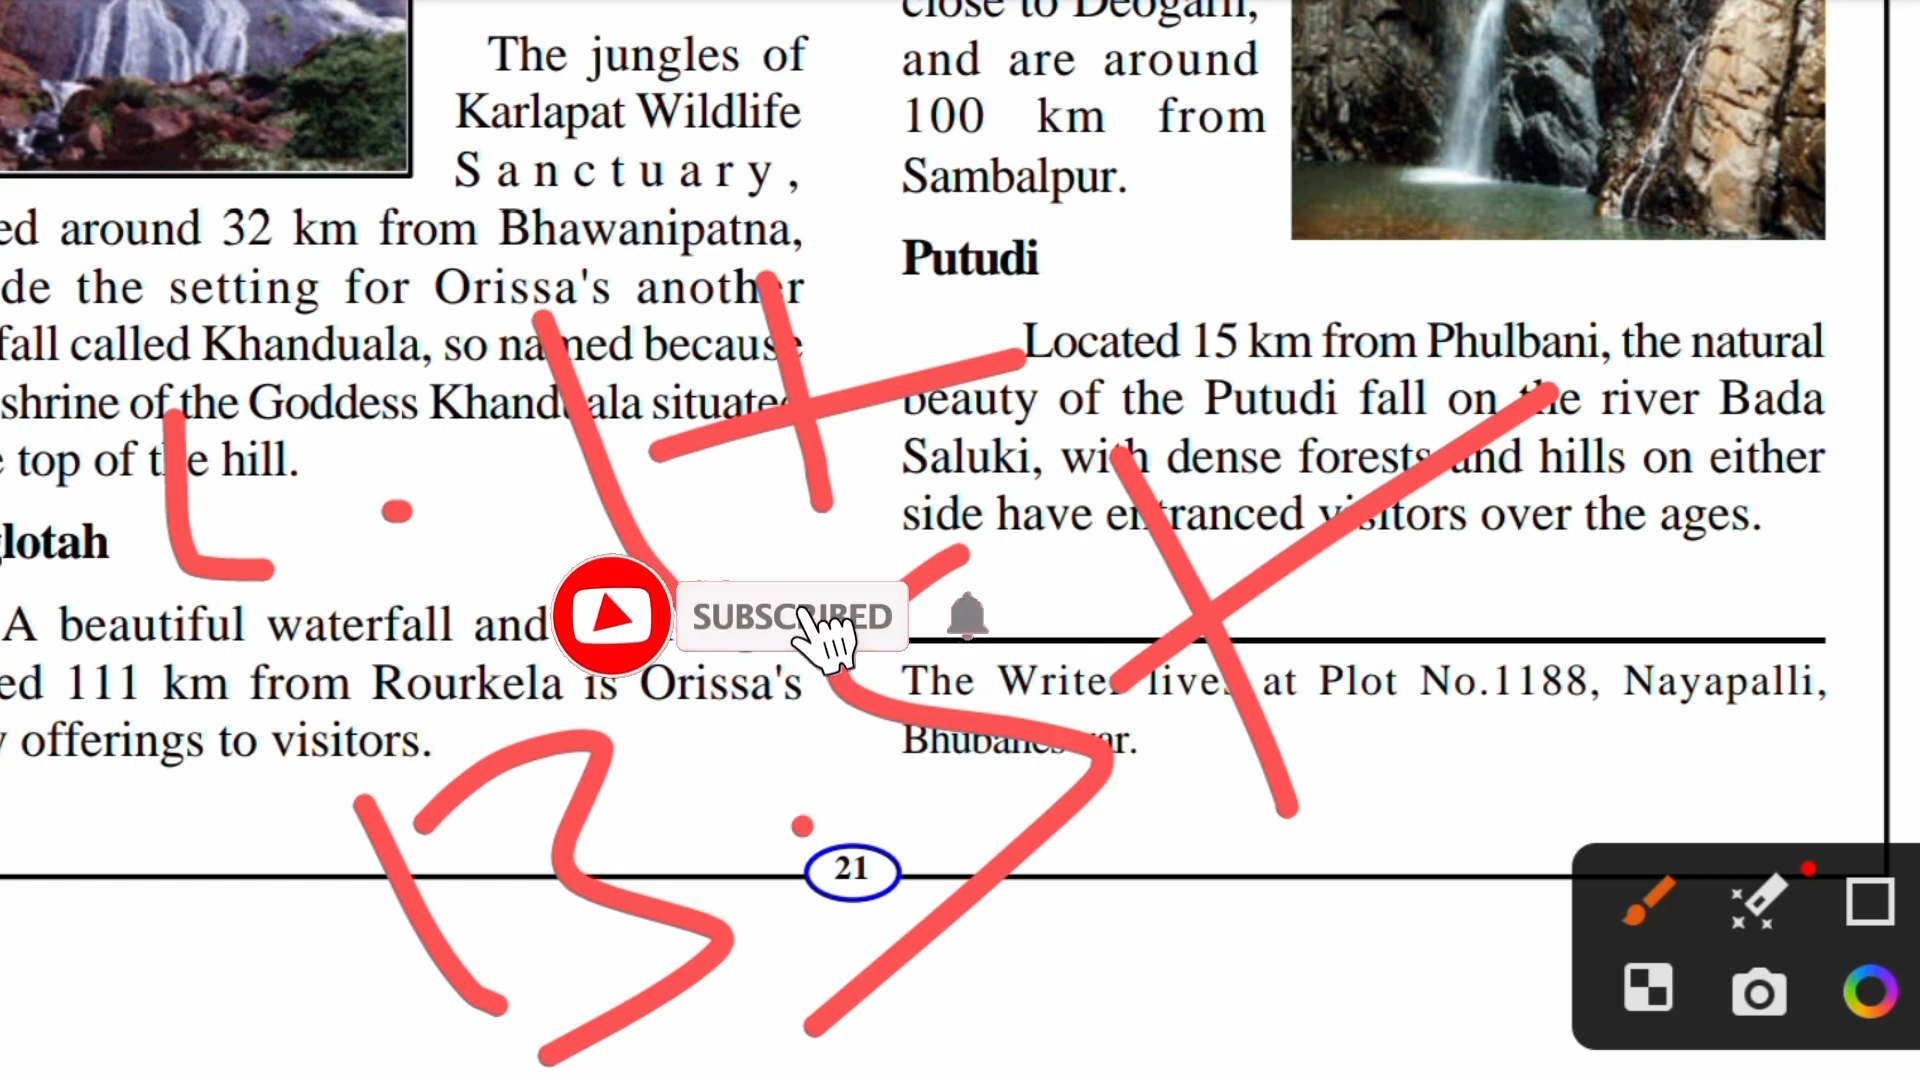 The jungles of
Karlapat Wildlife
Sanctuary,
ed around 32 km from Bhawanipatna,
de the setting for Orissa's another
fall called Khanduala, so named because
shrine of the Goddess Khanduala situated
top of the hill.
glotah
A beautiful waterfall and
ed 111 km from Rourkela is Orissa's
y offerings to visitors.
close to Deogarh,
and are around
100 km from
Sambalpur.
Putudi
Located 15 km from Phulbani, the natural
beauty of the Putudi fall on the river Bada
Saluki, with dense forests and hills on either
side have entranced visitors over the ages.
The Writer lives at Plot No.1188, Nayapalli,
Bhubaneswar.
SUBSCRIBED
21